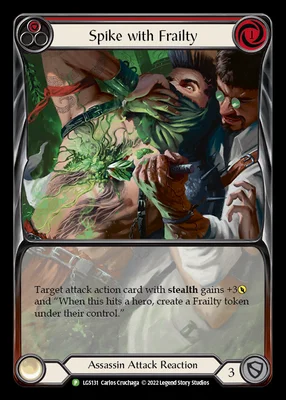 Spike with Frailty
Target attack action card with stealth gains +3
and "When this hits a hero, create a Frailty token
under their control."
Assassin Attack Reaction
3
P LGS131 Carlos Cruchaga © 2022 Legend Story Studios